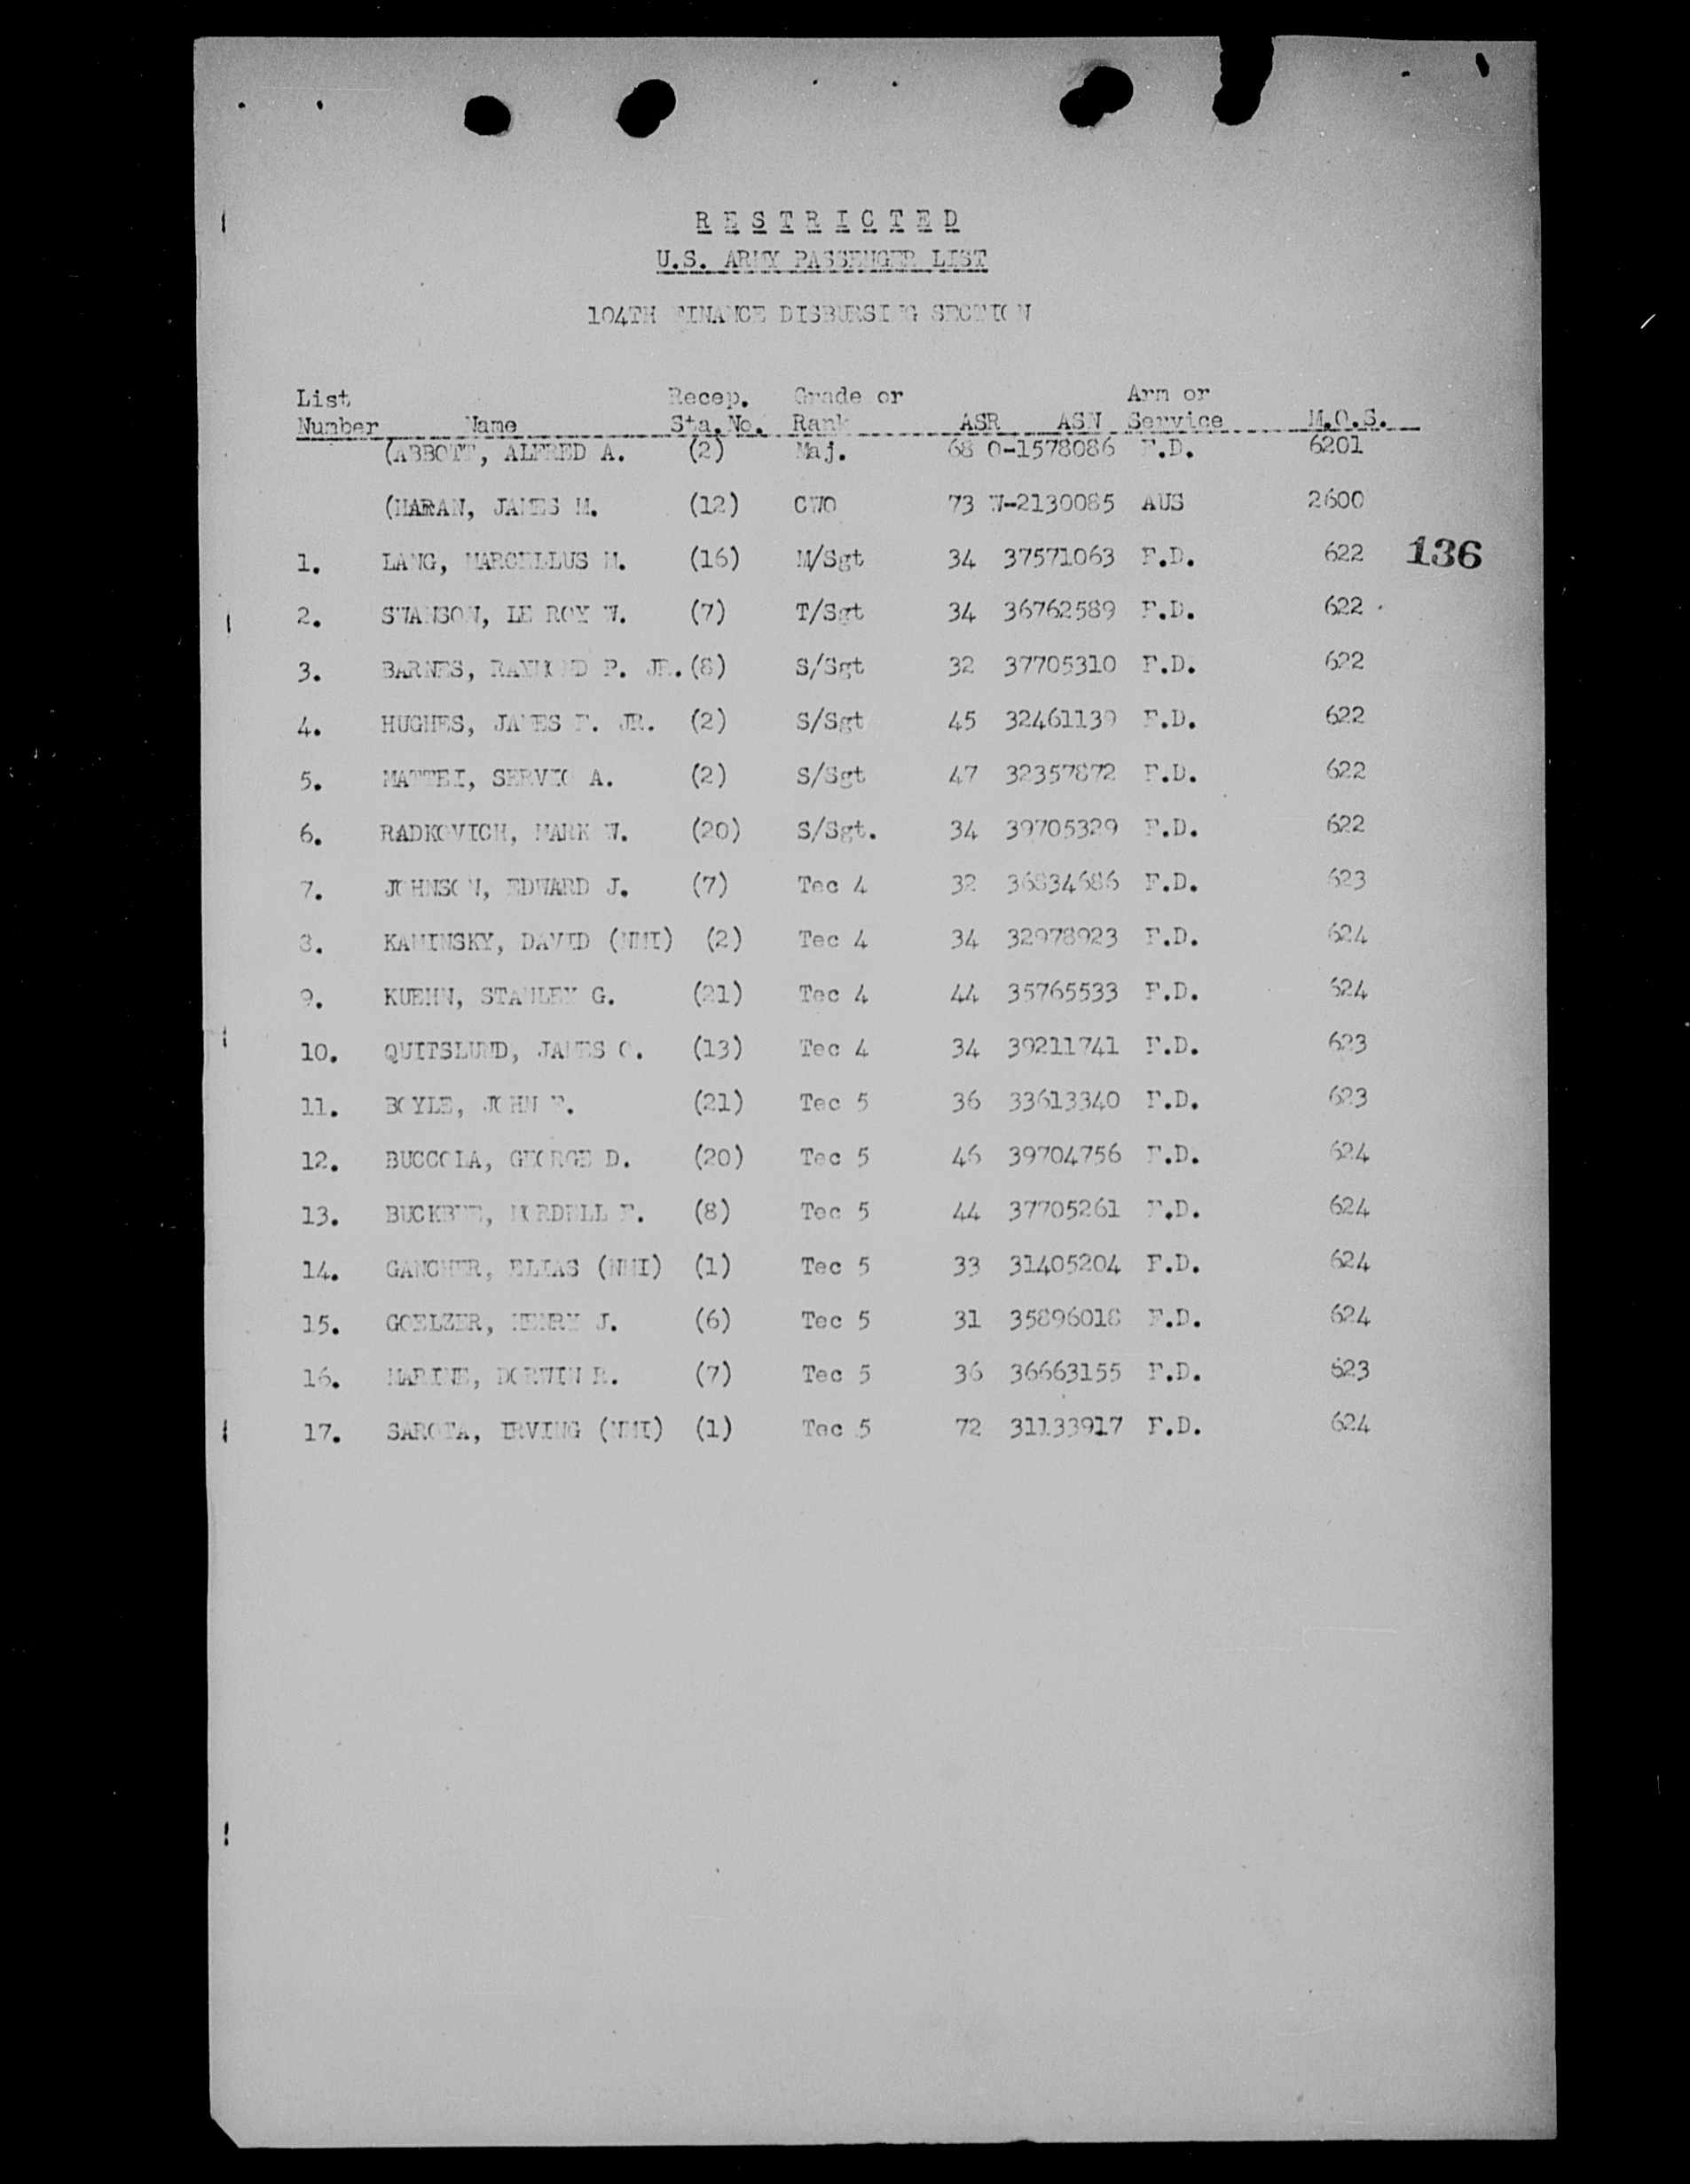 RESTRICTED
U.S. ARMY PASSENGER LIST
104TH FINANCE DISBURSING SECTION
List Recep. Grade or Arm or
Number Name Sta. No. Rank ASR ASN Service M.O.S.
(ABBOTT, ALFRED A. (2) Maj. 68 O-1578086 F.D. 6201
(HARAN, JAMES M. (12) CWO 73 W-2130085 AUS 2600
1. LANG, MARCELLUS M. (16) M/Sgt 34 37571063 F.D. 622 136
2. SWANSON, LE ROY W. (7) T/Sgt 34 36762589 F.D. 622
3. BARNES, RAYMOND P. JR. (8) S/Sgt 32 37705310 F.D. 622
4. HUGHES, JAMES F. JR. (2) S/Sgt 45 32461139 F.D. 622
5. MATTEI, SERVIO A. (2) S/Sgt 47 32357872 F.D. 622
6. RADKOVICH, MARK W. (20) S/Sgt. 34 39705329 F.D. 622
7. JOHNSON, EDWARD J. (7) Tec 4 32 36834686 F.D. 623
8. KAMINSKY, DAVID (NMI) (2) Tec 4 34 32978923 F.D. 624
9. KUEHN, STANLEY G. (21) Tec 4 44 35765533 F.D. 624
10. QUITSLUND, JAMES O. (13) Tec 4 34 39211741 F.D. 623
11. BOYLE, JOHN F. (21) Tec 5 36 33613340 F.D. 623
12. BUCCOLA, GEORGE D. (20) Tec 5 46 39704756 F.D. 624
13. BUCKBEE, F. (8) Tec 5 44 37705261 F.D. 624
14. GANCHER, ELIAS (NMI) (1) Tec 5 33 31405204 F.D. 624
15. GOELZER, HENRY J. (6) Tec 5 31 35896018 F.D. 624
16. MARINE, DORWIN R. (7) Tec 5 36 36663155 F.D. 623
17. SAROTA, IRVING (NMI) (1) Tec 5 72 31133917 F.D. 624